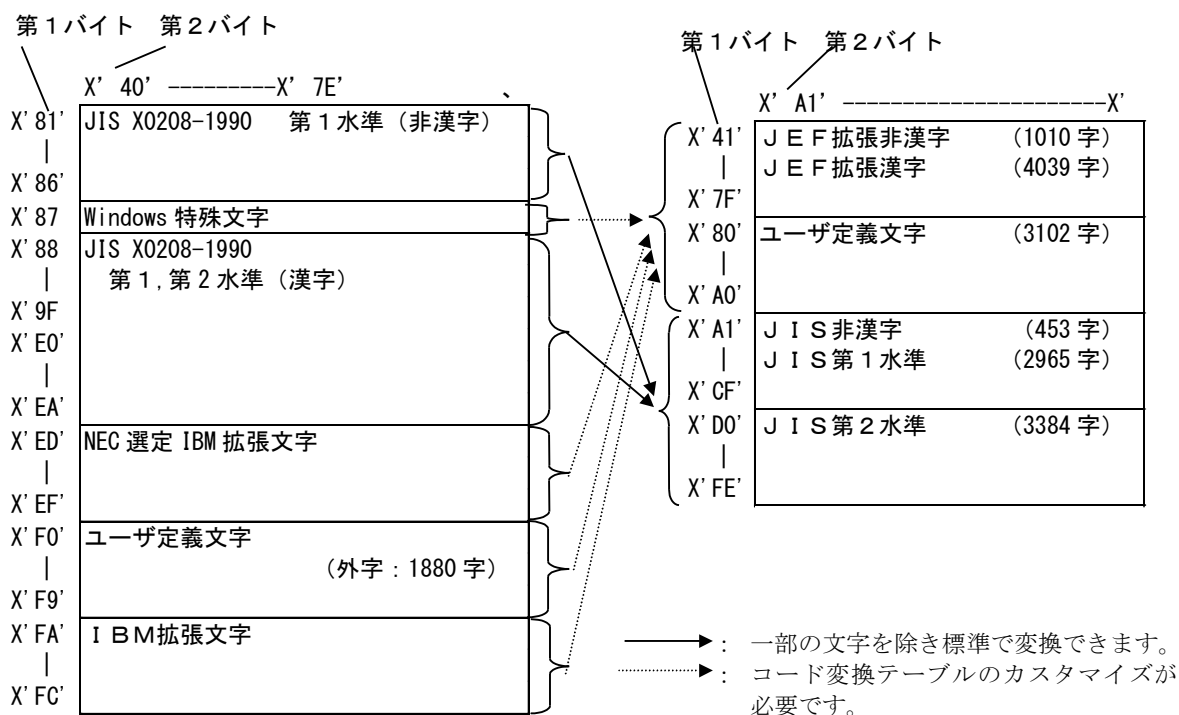 第１バイト　第２バイト
X’ 40’ ---------X’ 7E’ 、
X’81’ JIS X0208-1990　第１水準（非漢字）
|
X’86’
X’87 Windows 特殊文字
X’88 JIS X0208-1990
| 第１,第２水準（漢字）
X’9F
X’E0’
|
X’EA’
X’ED’ NEC 選定 IBM 拡張文字
|
X’EF’
X’F0’ ユーザ定義文字
| （外字：1880 字）
X’F9’
X’FA’ ＩＢＭ拡張文字
|
X’FC’
第１バイト　第２バイト
X’ A1’ -----------------------X’
X’41’ ＪＥＦ拡張非漢字　（1010 字）
| ＪＥＦ拡張漢字　（4039 字）
X’7F’
X’80’ ユーザ定義文字　（3102 字）
|
X’A0’
X’A1’ ＪＩＳ非漢字　（453 字）
| ＪＩＳ第１水準　（2965 字）
X’CF’
X’D0’ ＪＩＳ第２水準　（3384 字）
|
X’FE’
： 一部の文字を除き標準で変換できます。
： コード変換テーブルのカスタマイズが
必要です。